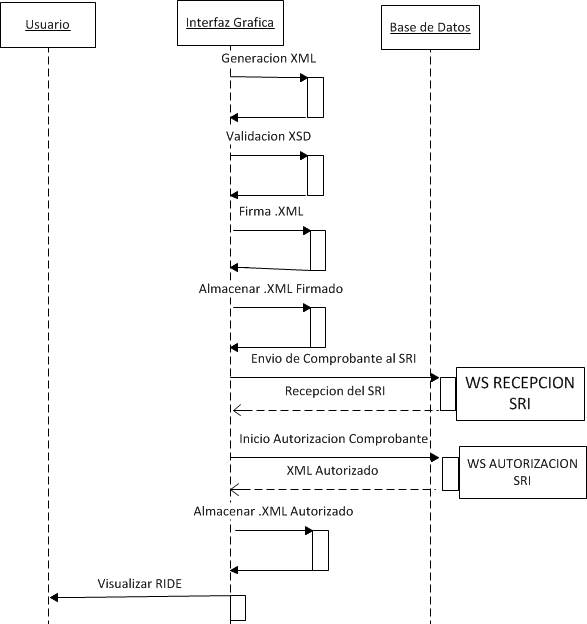 Usuario
Interfaz Grafica
Base de Datos
Generacion XML
Validacion XSD
Firma .XML
Almacenar .XML Firmado
Envio de Comprobante al SRI
WS RECEPCION
SRI
Recepcion del SRI
Inicio Autorizacion Comprobante
WS AUTORIZACION
SRI
XML Autorizado
Almacenar .XML Autorizado
Visualizar RIDE